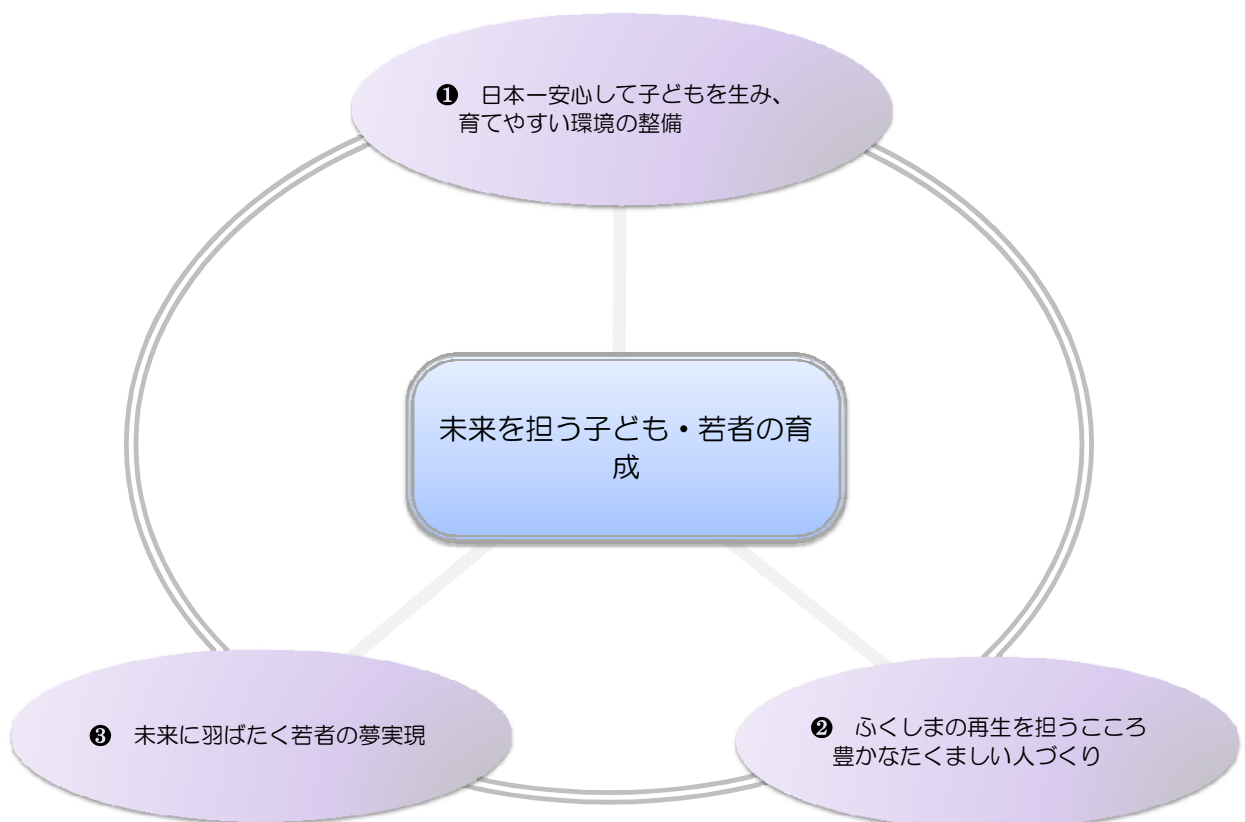 ❶ 日本一安心して子どもを生み、
育てやすい環境の整備
未来を担う子ども・若者の育
成
❸ 未来に羽ばたく若者の夢実現
❷ ふくしまの再生を担うこころ
豊かなたくましい人づくり